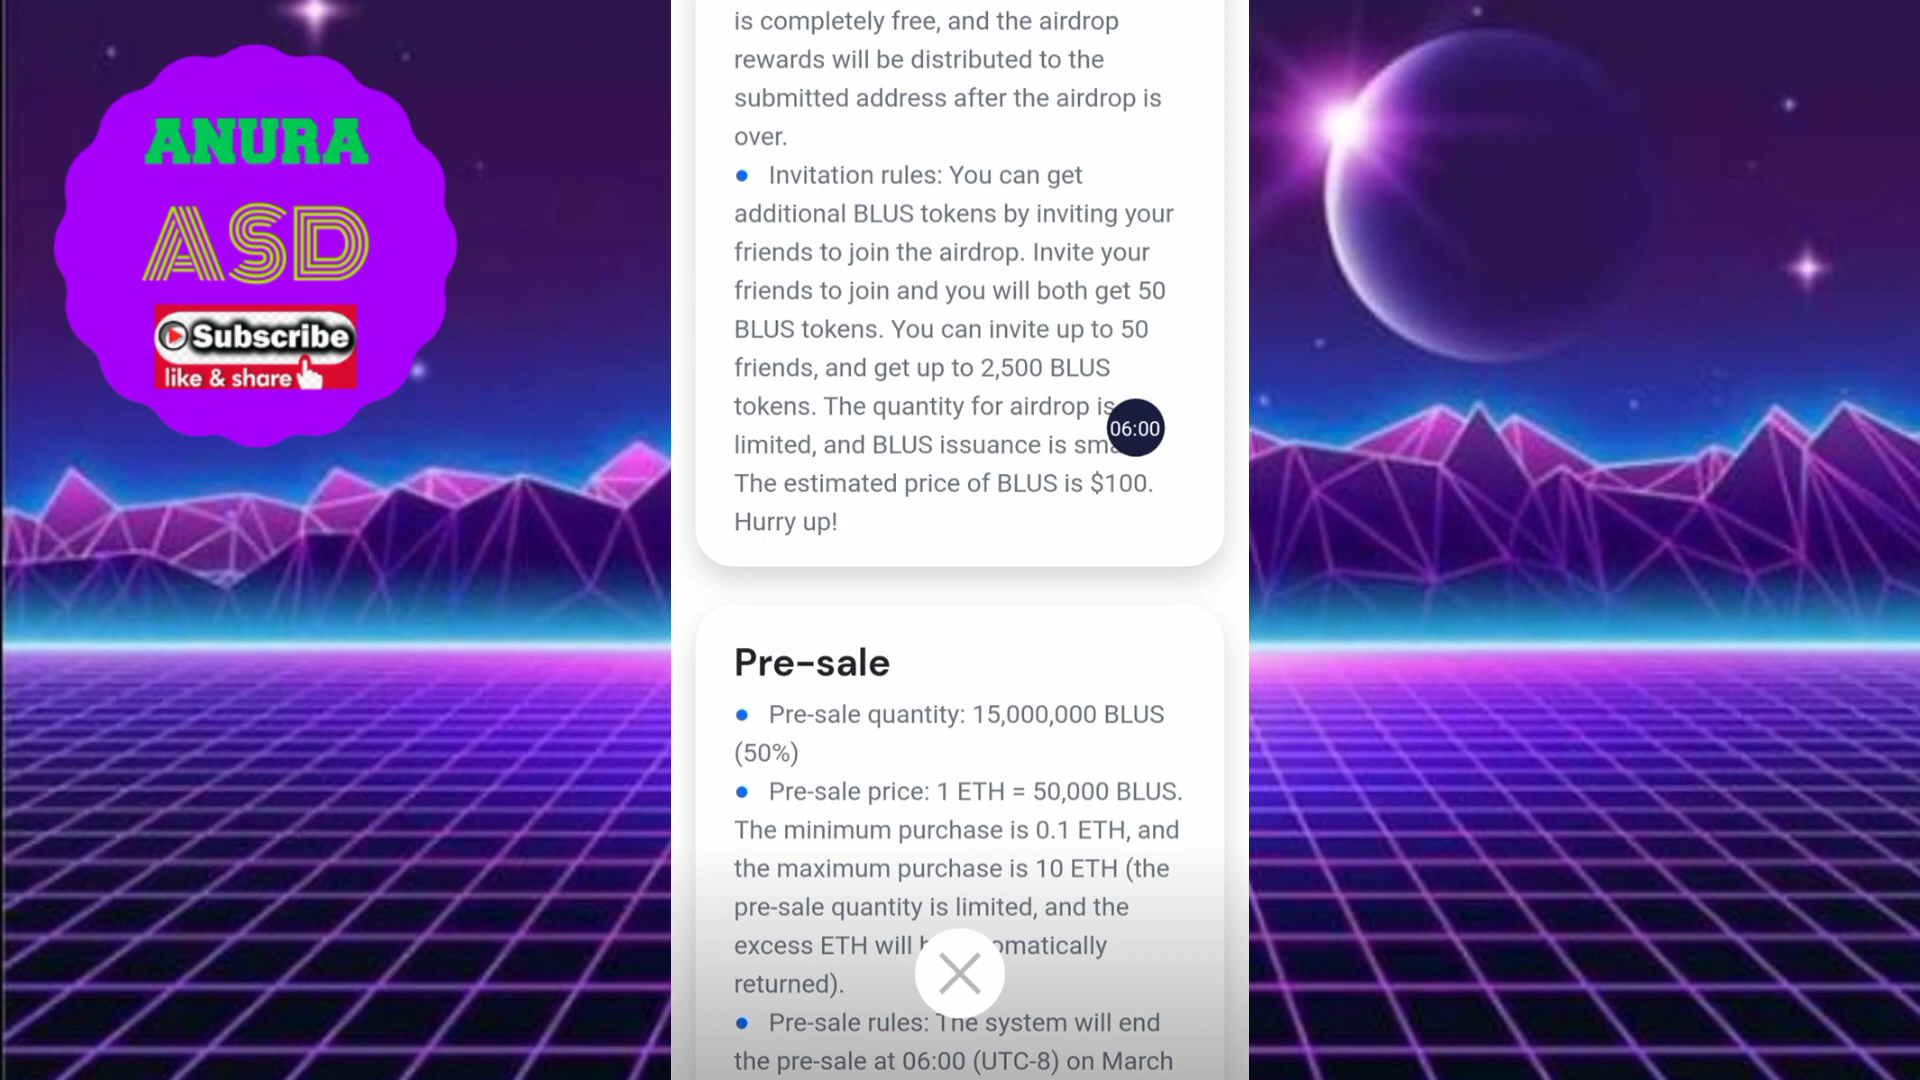 ANURA
ASD
Subscribe
like & share
is completely free, and the airdrop
rewards will be distributed to the
submitted address after the airdrop is
over.
Invitation rules: You can get
additional BLUS tokens by inviting your
friends to join the airdrop. Invite your
friends to join and you will both get 50
BLUS tokens. You can invite up to 50
friends, and get up to 2,500 BLUS
tokens. The quantity for airdrop is
06:00
limited, and BLUS issuance is
The estimated price of BLUS is $100.
Hurry up!
Pre-sale
Pre-sale quantity: 15,000,000 BLUS
(50%)
Pre-sale price: 1 ETH = 50,000 BLUS.
The minimum purchase is 0.1 ETH, and
the maximum purchase is 10 ETH (the
pre-sale quantity is limited, and the
excess ETH will
returned).
Pre-sale rules: The system will end
the pre-sale at 06:00 (UTC-8) on March